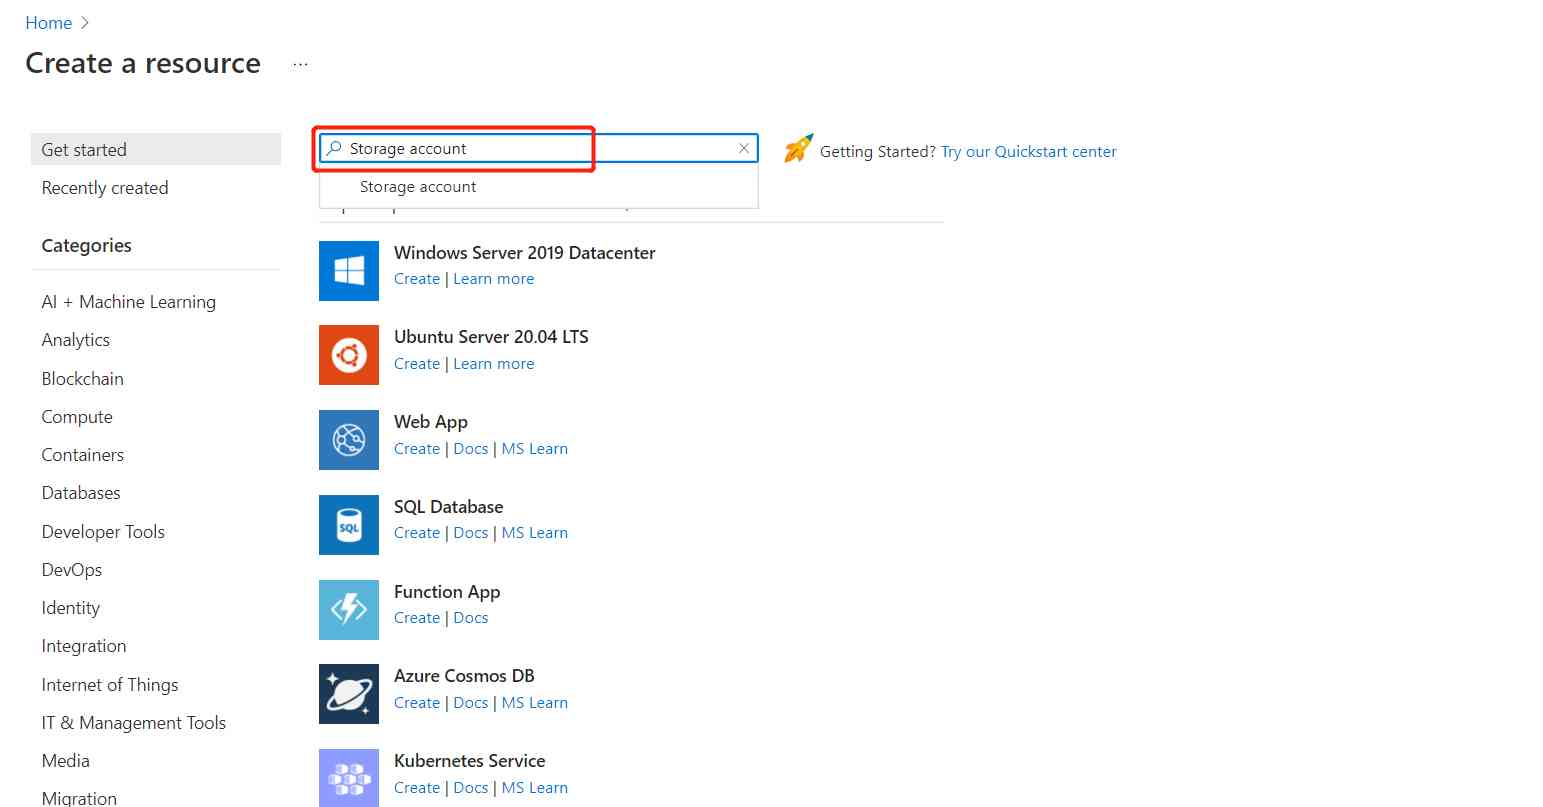 Home >
Create a resource ...
Get started
Recently created
Categories
AI + Machine Learning
Analytics
Blockchain
Compute
Containers
Databases
Developer Tools
DevOps
Identity
Integration
Internet of Things
IT & Management Tools
Media
Migration
Storage account
Storage account
Getting Started? Try our Quickstart center
Windows Server 2019 Datacenter
Create | Learn more
Ubuntu Server 20.04 LTS
Create | Learn more
Web App
Create | Docs | MS Learn
SQL
SQL Database
Create | Docs | MS Learn
Function App
Create | Docs
Azure Cosmos DB
Create | Docs | MS Learn
Kubernetes Service
Create | Docs | MS Learn